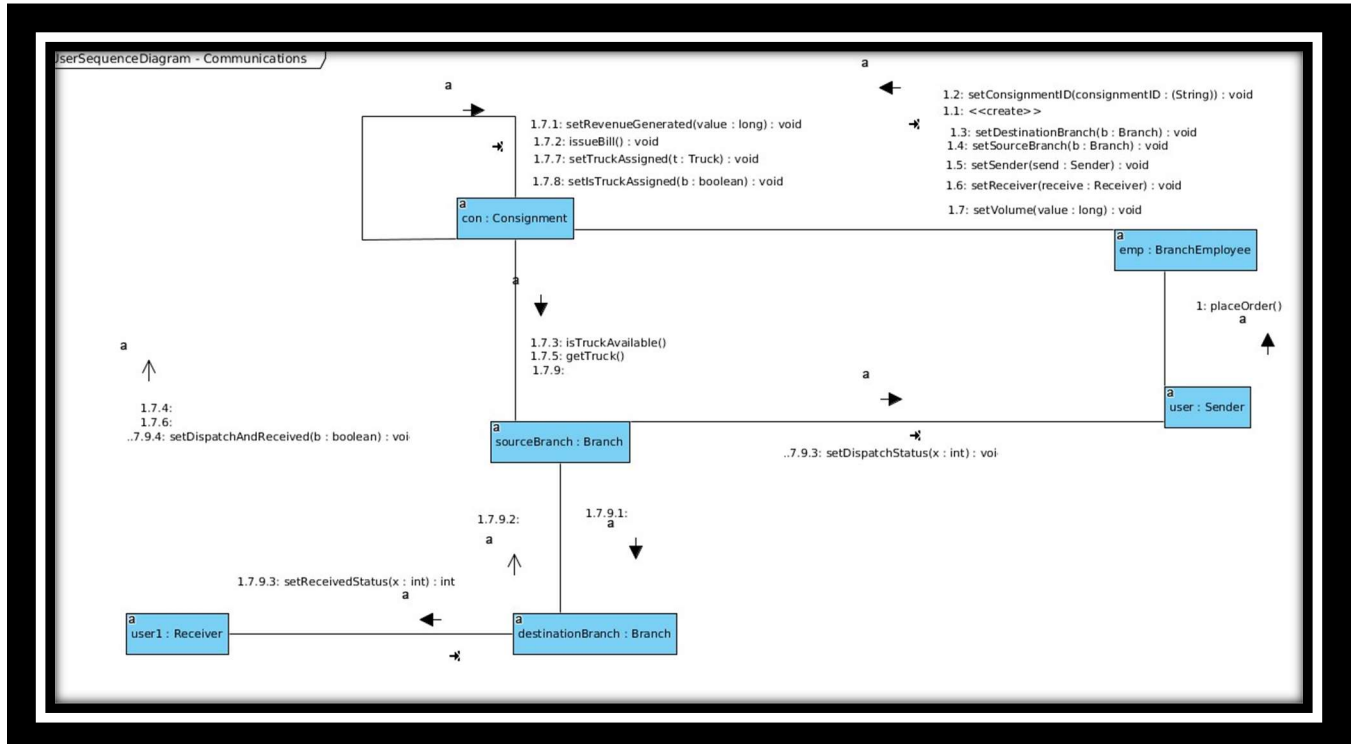 UserSequenceDiagram - Communications
a
1.7.1: setRevenueGenerated(value : long) : void
1.7.2: issueBill() : void
1.7.7: setTruckAssigned(t : Truck) : void
1.7.8: setIsTruckAssigned(b : boolean) : void
a
1.2: setConsignmentID(consignmentID : (String)) : void
1.1: <<create>>
1.3: setDestinationBranch(b : Branch) : void
1.4: setSourceBranch(b : Branch) : void
1.5: setSender(send : Sender) : void
1.6: setReceiver(receive : Receiver) : void
1.7: setVolume(value : long) : void
a
con : Consignment
a
emp : BranchEmployee
a
1.7.3: isTruckAvailable()
1.7.5: getTruck()
1.7.9:
1: placeOrder()
a
a
1.7.4:
1.7.6:
..7.9.4: setDispatchAndReceived(b : boolean) : voi
a
a
user : Sender
a
sourceBranch : Branch
..7.9.3: setDispatchStatus(x : int) : voi
1.7.9.2:
a
1.7.9.1:
a
1.7.9.3: setReceivedStatus(x : int) : int
a
a
user1 : Receiver
a
destinationBranch : Branch